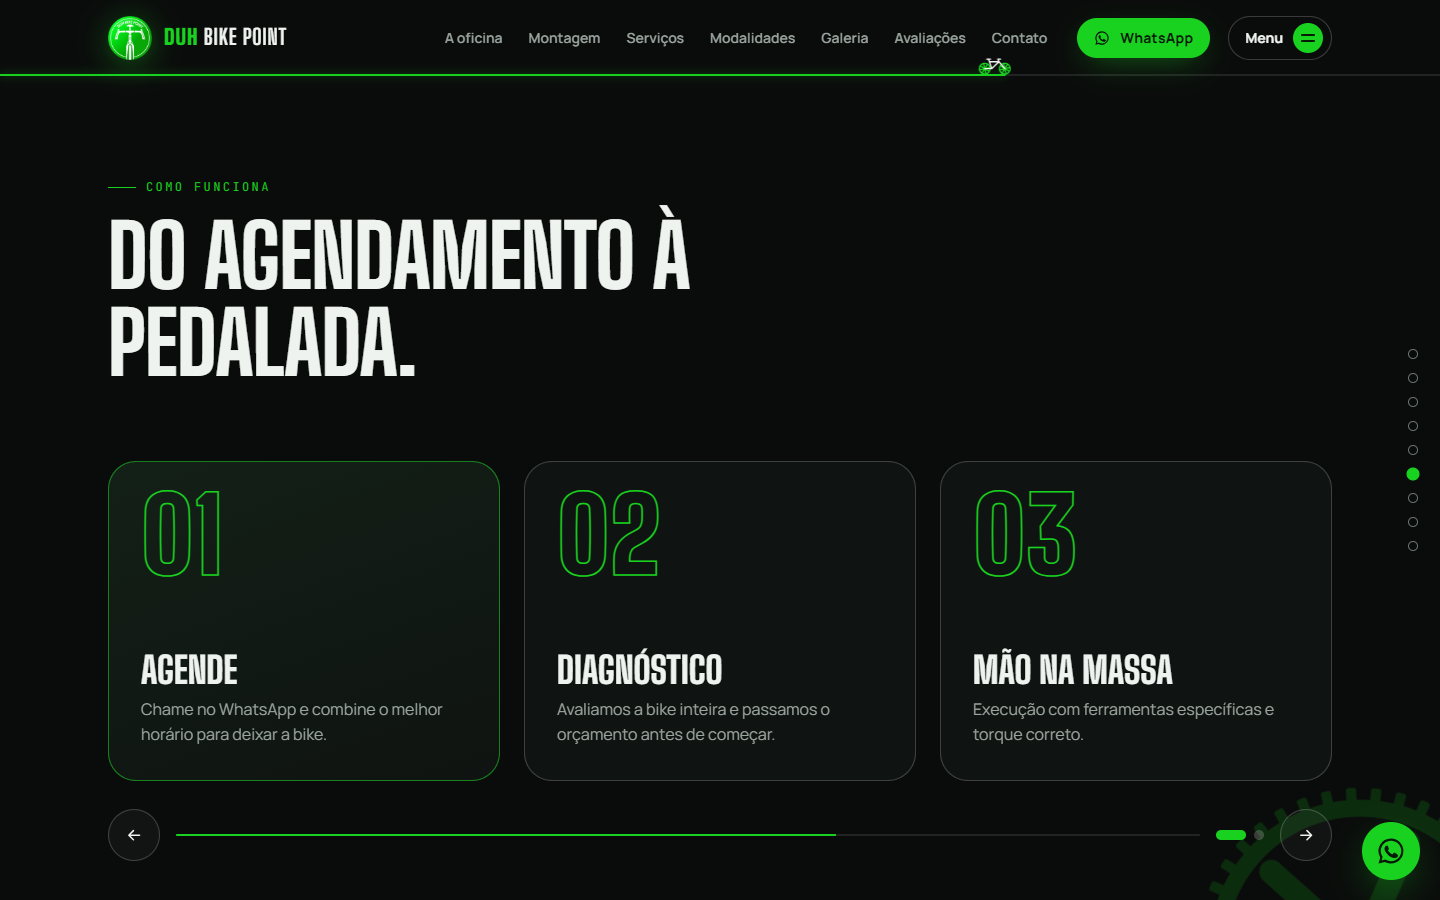 DUH BIKE POINT
A oficina
Montagem
Serviços
Modalidades
Galeria
Avaliações
Contato
WhatsApp
Menu
COMO FUNCIONA
DO AGENDAMENTO À
PEDALADA.
01
AGENDE
Chame no WhatsApp e combine o melhor
horário para deixar a bike.
02
DIAGNÓSTICO
Avaliamos a bike inteira e passamos o
orçamento antes de começar.
03
MÃO NA MASSA
Execução com ferramentas específicas e
torque correto.